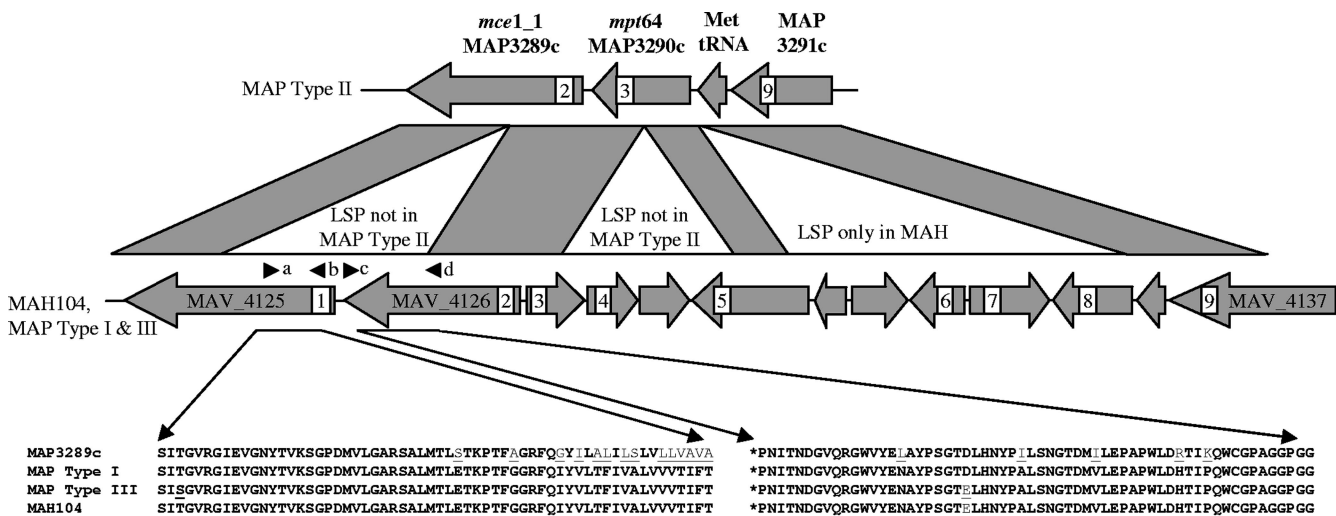 mce1_1
MAP3289c
mpt64
MAP3290c
Met
tRNA
MAP
3291c
MAP Type II
2
3
9
LSP not in
MAP Type II
LSP not in
MAP Type II
LSP only in MAH
a
b
c
d
MAH104,
MAP Type I & III
MAV_4125
1
MAV_4126
2
3
4
5
6
7
8
9
MAV_4137
MAP3289c SITGVRGIEVGNYTVKSGPDMVLGARSALMTLSTKPTFAGRFQGYILALILSLVLLVAVA *PNITNDGVQRGWVYELAYPSGTDLHNYPILSNGTDMILEPAPWLDRTIKQWCGPAGGPGG
MAP Type I SITGVRGIEVGNYTVKSGPDMVLGARSALMTLETKPTFGGRFQIYVLTFIVALVVVTIFT *PNITNDGVQRGWVYENAYPSGTDLHNYPALSNGTDMVLEPAPWLDHTIPQWCGPAGGPGG
MAP Type III SISGVRGIEVGNYTVKSGPDMVLGARSALMTLETKPTFGGRFQIYVLTFIVALVVVTIFT *PNITNDGVQRGWVYENAYPSGTELHNYPALSNGTDMVLEPAPWLDHTIPQWCGPAGGPGG
MAH104 SITGVRGIEVGNYTVKSGPDMVLGARSALMTLETKPTFGGRFQIYVLTFIVALVVVTIFT *PNITNDGVQRGWVYENAYPSGTELHNYPALSNGTDMVLEPAPWLDHTIPQWCGPAGGPGG